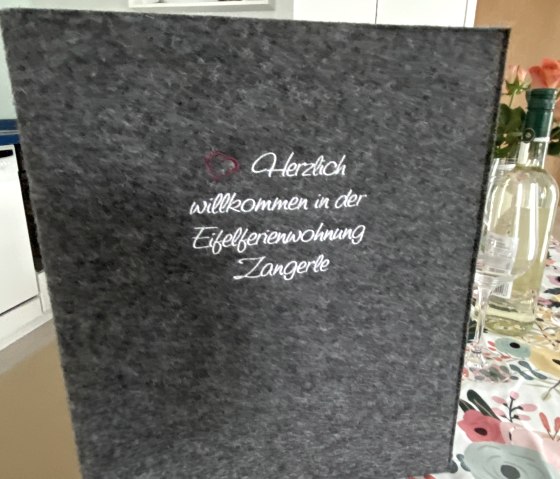 Herzlich
willkommen in der
Eifelferienwohnung
Zangerle